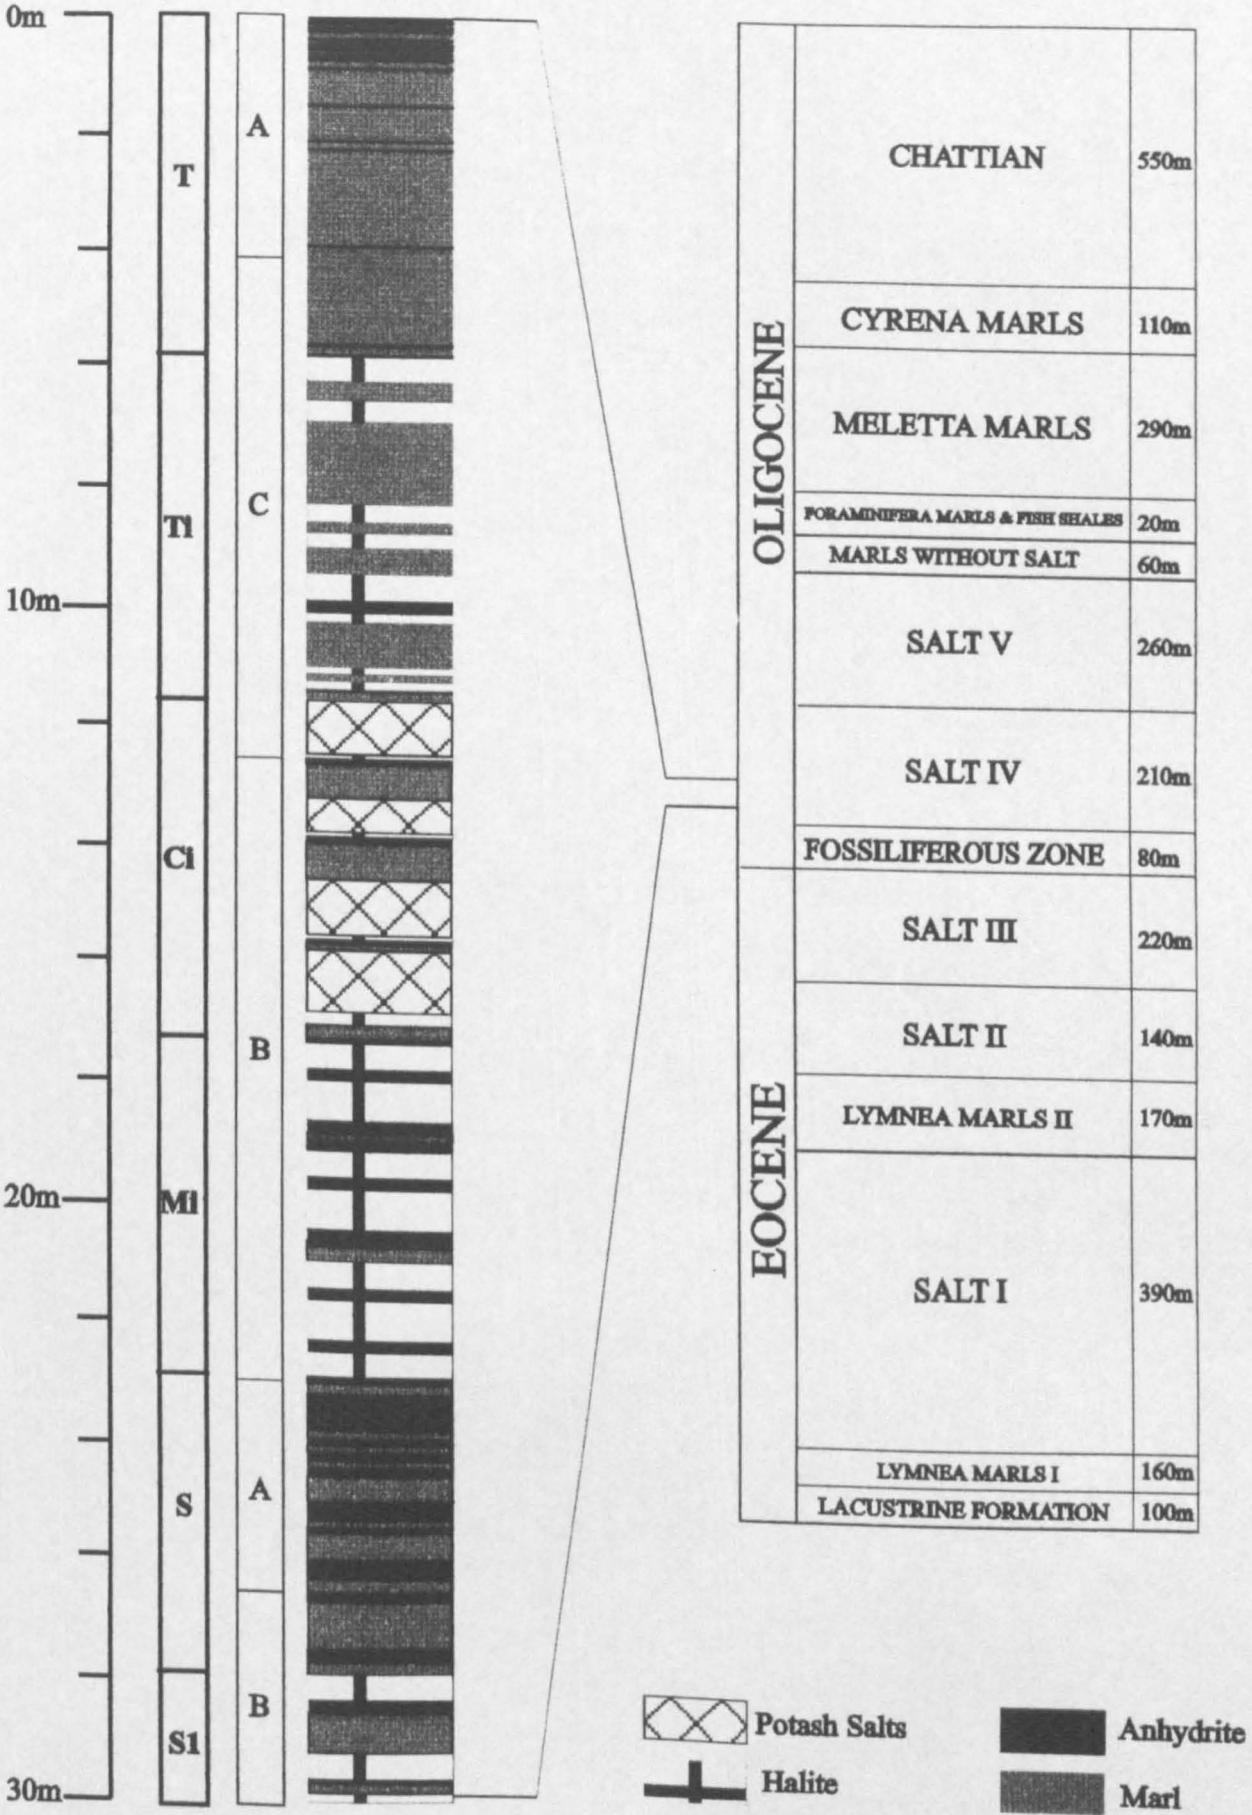 0m
10m
20m
30m
T
Ti
Ci
Mi
S
S1
A
C
B
A
B
OLIGOCENE
EOCENE
CHATTIAN 550m
CYRENA MARLS 110m
MELETTA MARLS 290m
FORAMINIFERA MARLS & FISH SHALES 20m
MARLS WITHOUT SALT 60m
SALT V 260m
SALT IV 210m
FOSSILIFEROUS ZONE 80m
SALT III 220m
SALT II 140m
LYMNEA MARLS II 170m
SALT I 390m
LYMNEA MARLS I 160m
LACUSTRINE FORMATION 100m
Potash Salts
Anhydrite
Halite
Marl